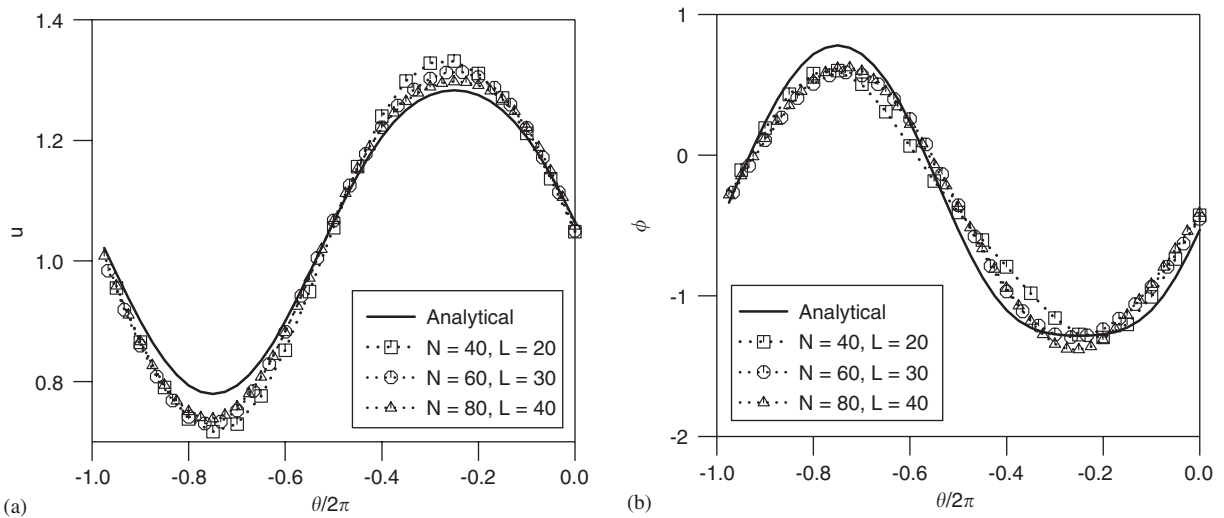 1.4
1.2
1.0
0.8
u
-1.0 -0.8 -0.6 -0.4 -0.2 0.0
θ/2π
(a)
Analytical
N = 40, L = 20
N = 60, L = 30
N = 80, L = 40
1
0
-1
-2
ϕ
-1.0 -0.8 -0.6 -0.4 -0.2 0.0
θ/2π
(b)
Analytical
N = 40, L = 20
N = 60, L = 30
N = 80, L = 40